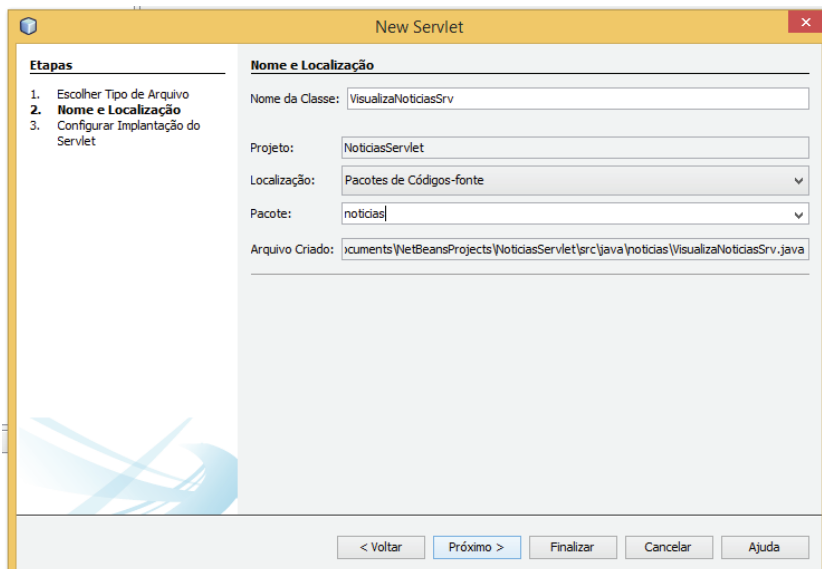 New Servlet
Etapas
1. Escolher Tipo de Arquivo
2. Nome e Localização
3. Configurar Implantação do
Servlet
Nome e Localização
Nome da Classe: VisualizaNoticiasSrv
Projeto: NoticiasServlet
Localização: Pacotes de Códigos-fonte
Pacote: noticias
Arquivo Criado: ocuments\NetBeansProjects\NoticiasServlet\src\java\noticias\VisualizaNoticiasSrv.java
< Voltar Próximo > Finalizar Cancelar Ajuda